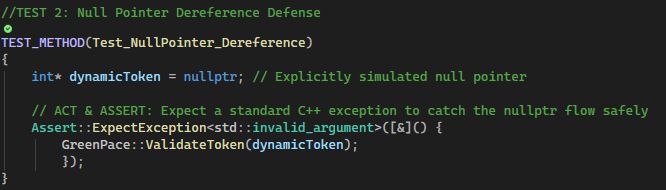 //TEST 2: Null Pointer Dereference Defense
TEST_METHOD(Test_NullPointer_Dereference)
{
    int* dynamicToken = nullptr; // Explicitly simulated null pointer
    // ACT & ASSERT: Expect a standard C++ exception to catch the nullptr flow safely
    Assert::ExpectException<std::invalid_argument>([&]() {
        GreenPace::ValidateToken(dynamicToken);
        });
}